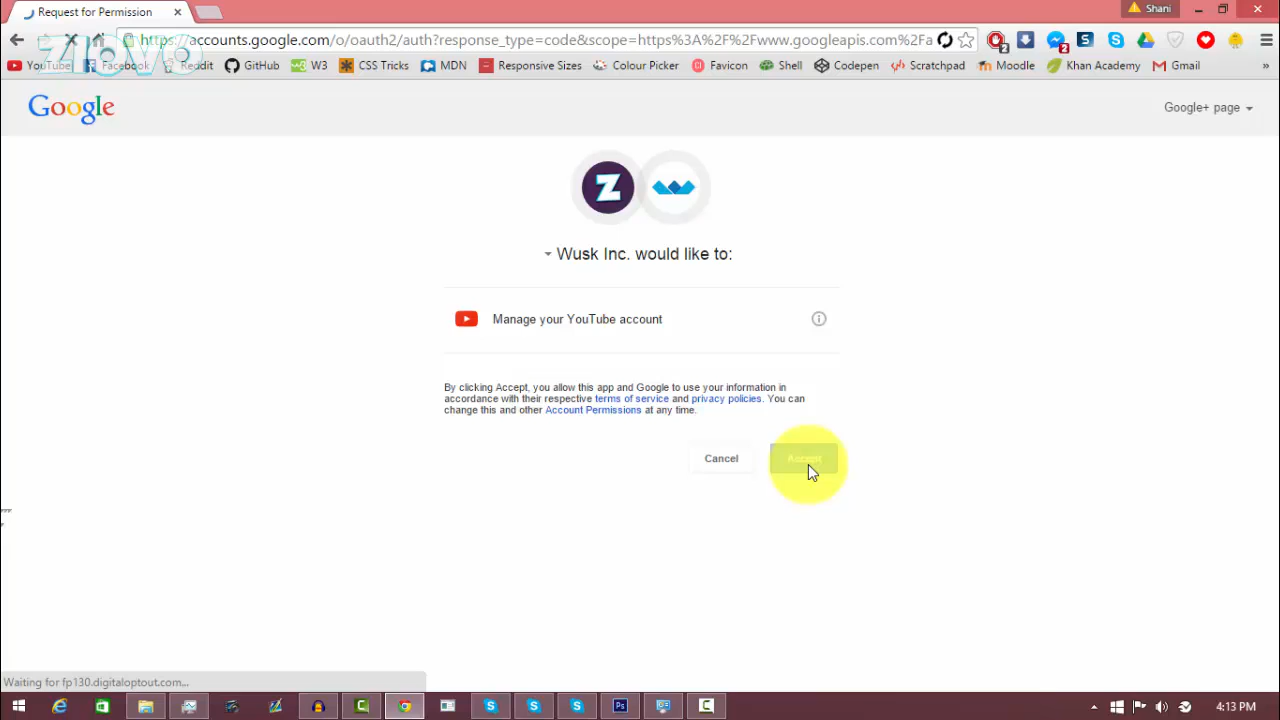 Request for Permission
Shani
https://accounts.google.com/o/oauth2/auth?response_type=code&scope=https%3A%2F%2Fwww.googleapis.com%2Fa
ZIOVO
YouTube Facebook Reddit GitHub W3 CSS Tricks MDN Responsive Sizes Colour Picker Favicon Shell Codepen Scratchpad Moodle Khan Academy Gmail »
Google
Google+ page
Z
Wusk Inc. would like to:
Manage your YouTube account
By clicking Accept, you allow this app and Google to use your information in
accordance with their respective terms of service and privacy policies. You can
change this and other Account Permissions at any time.
Cancel Accept
Waiting for fp130.digitaloptout.com...
4:13 PM